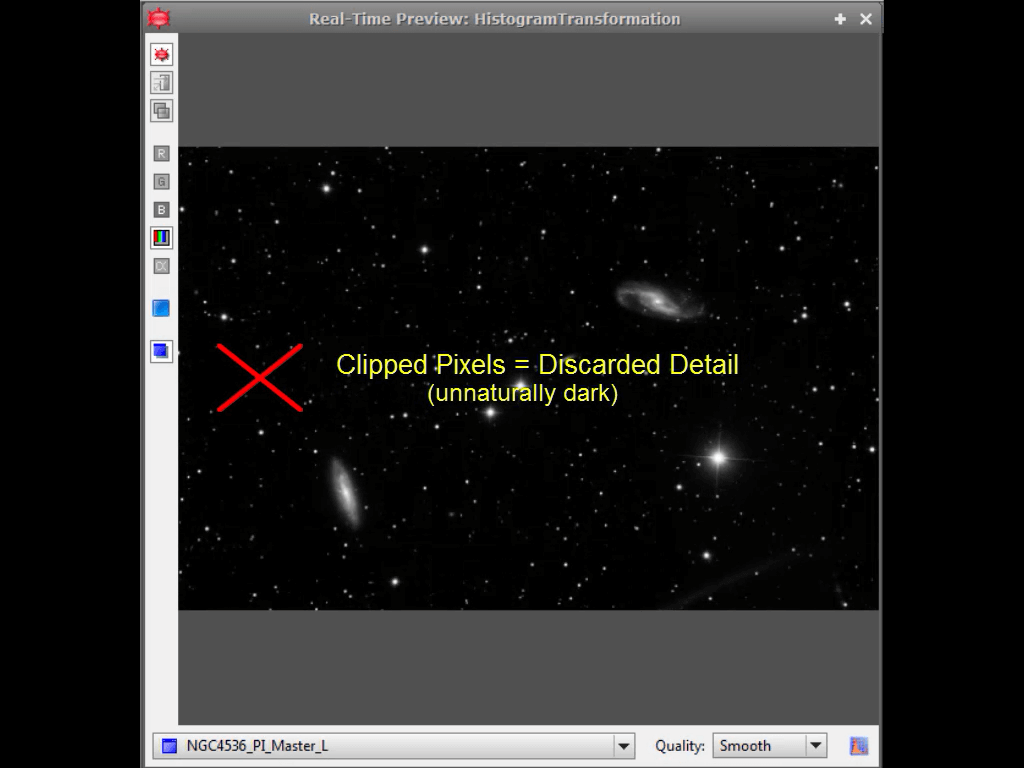 Real-Time Preview: HistogramTransformation
R
G
B
α
Clipped Pixels = Discarded Detail
(unnaturally dark)
NGC4536_PI_Master_L
Quality: Smooth